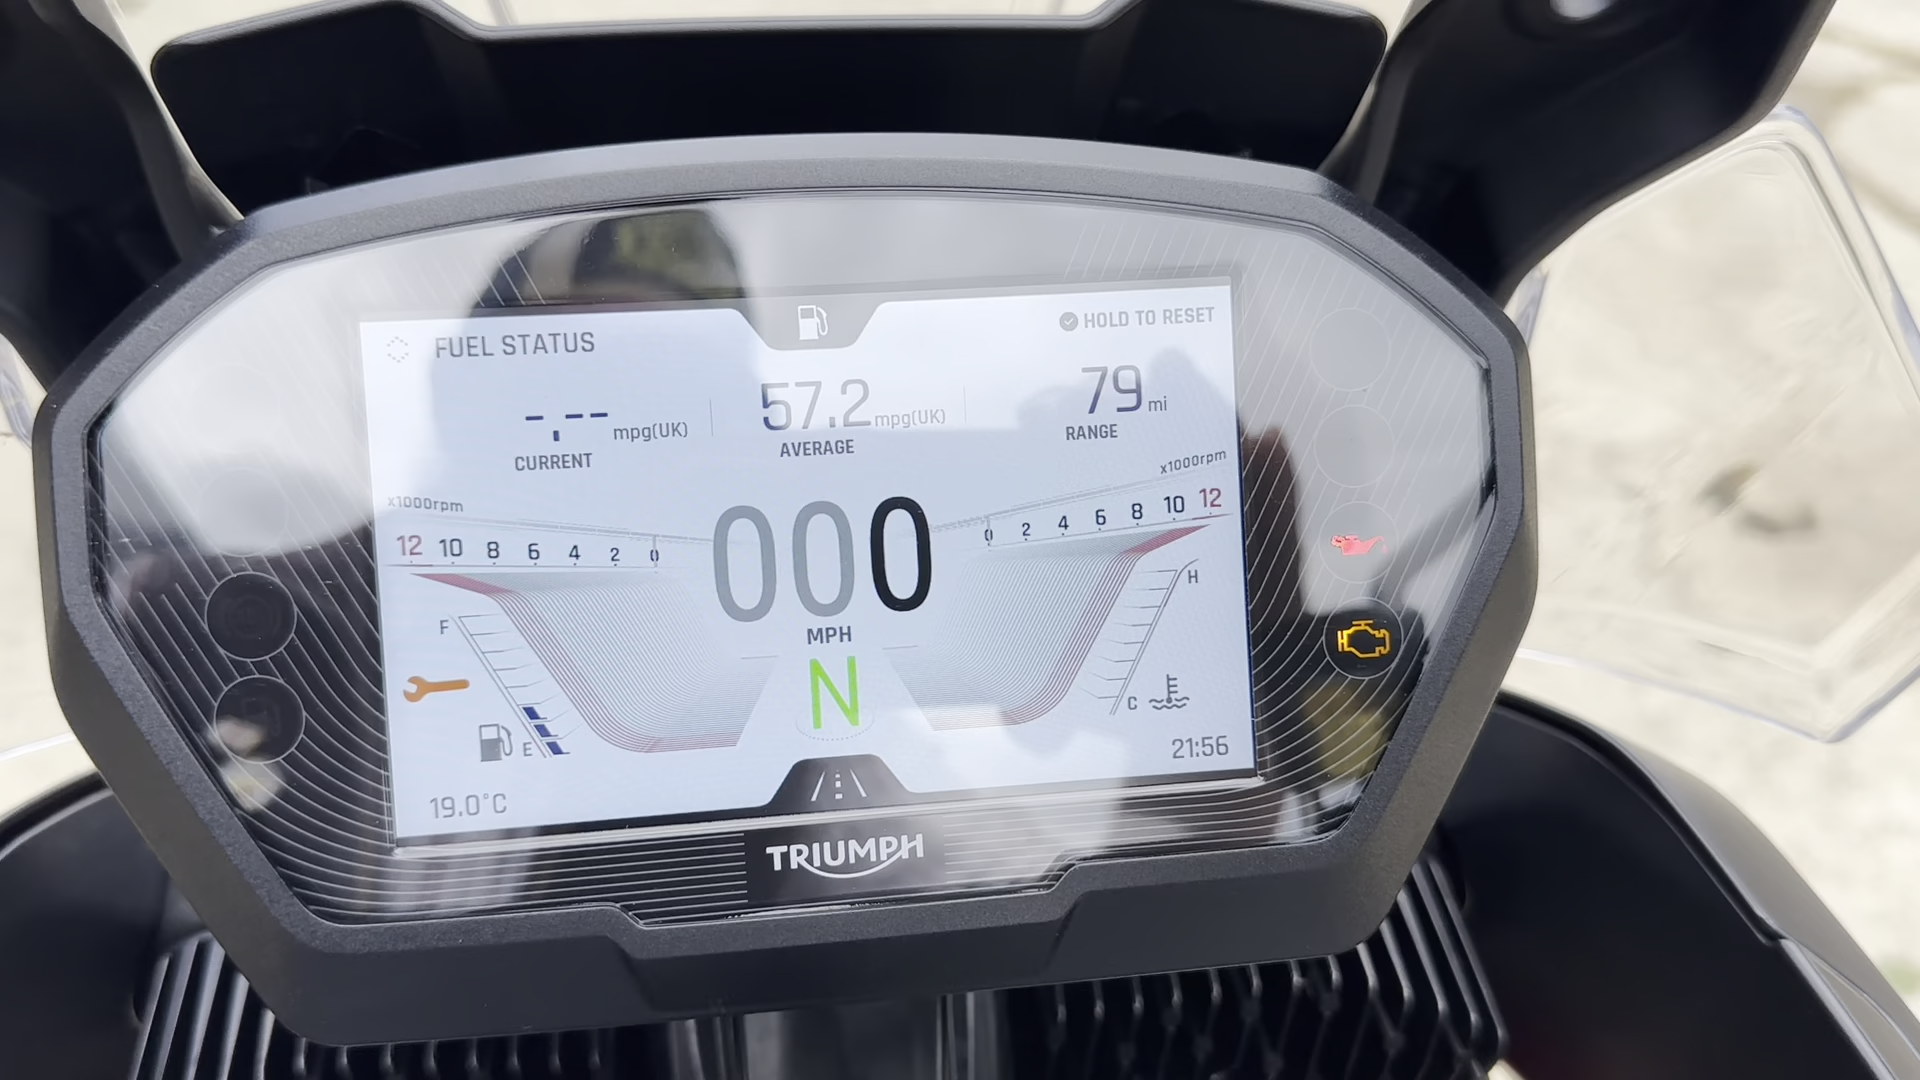 FUEL STATUS
HOLD TO RESET
-.-- mpg(UK)
CURRENT
57.2 mpg(UK)
AVERAGE
79 mi
RANGE
x1000rpm
12 10 8 6 4 2 0
x1000rpm
0 2 4 6 8 10 12
000
MPH
N
F
E
H
C
19.0°C
21:56
TRIUMPH